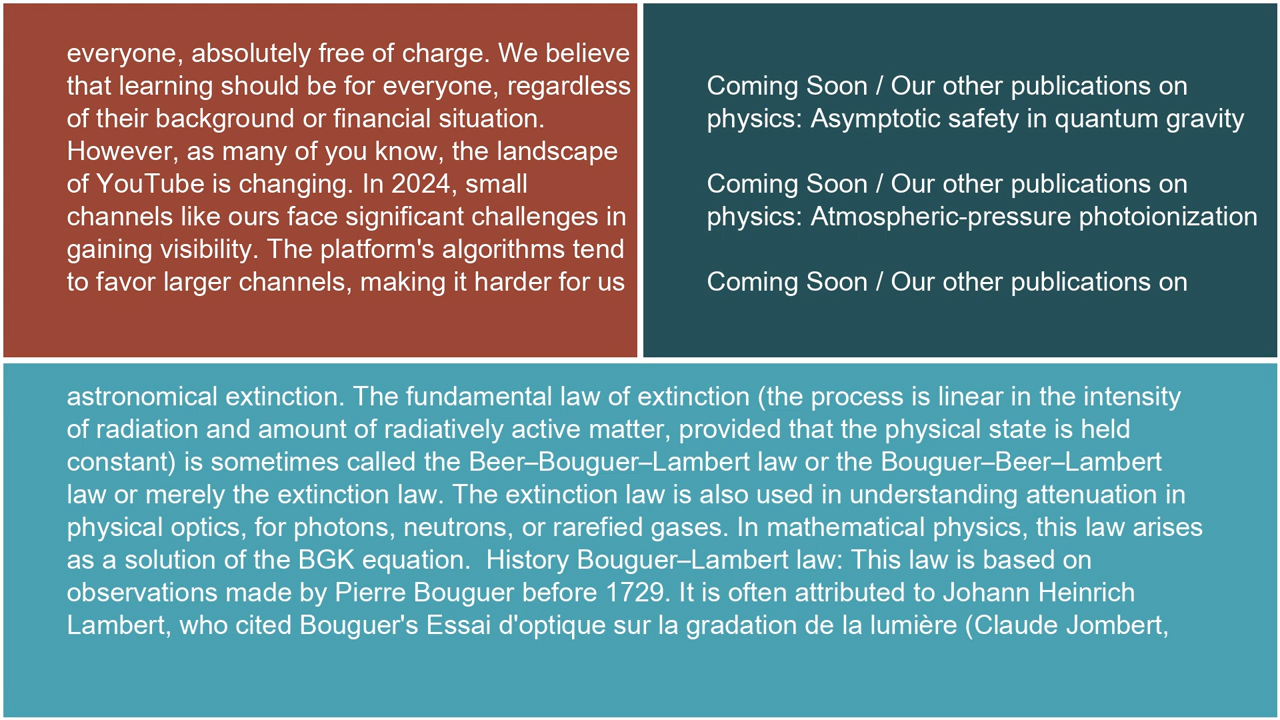 everyone, absolutely free of charge. We believe
that learning should be for everyone, regardless
of their background or financial situation.
However, as many of you know, the landscape
of YouTube is changing. In 2024, small
channels like ours face significant challenges in
gaining visibility. The platform's algorithms tend
to favor larger channels, making it harder for us
Coming Soon / Our other publications on
physics: Asymptotic safety in quantum gravity
Coming Soon / Our other publications on
physics: Atmospheric-pressure photoionization
Coming Soon / Our other publications on
astronomical extinction. The fundamental law of extinction (the process is linear in the intensity
of radiation and amount of radiatively active matter, provided that the physical state is held
constant) is sometimes called the Beer–Bouguer–Lambert law or the Bouguer–Beer–Lambert
law or merely the extinction law. The extinction law is also used in understanding attenuation in
physical optics, for photons, neutrons, or rarefied gases. In mathematical physics, this law arises
as a solution of the BGK equation.  History Bouguer–Lambert law: This law is based on
observations made by Pierre Bouguer before 1729. It is often attributed to Johann Heinrich
Lambert, who cited Bouguer's Essai d'optique sur la gradation de la lumière (Claude Jombert,